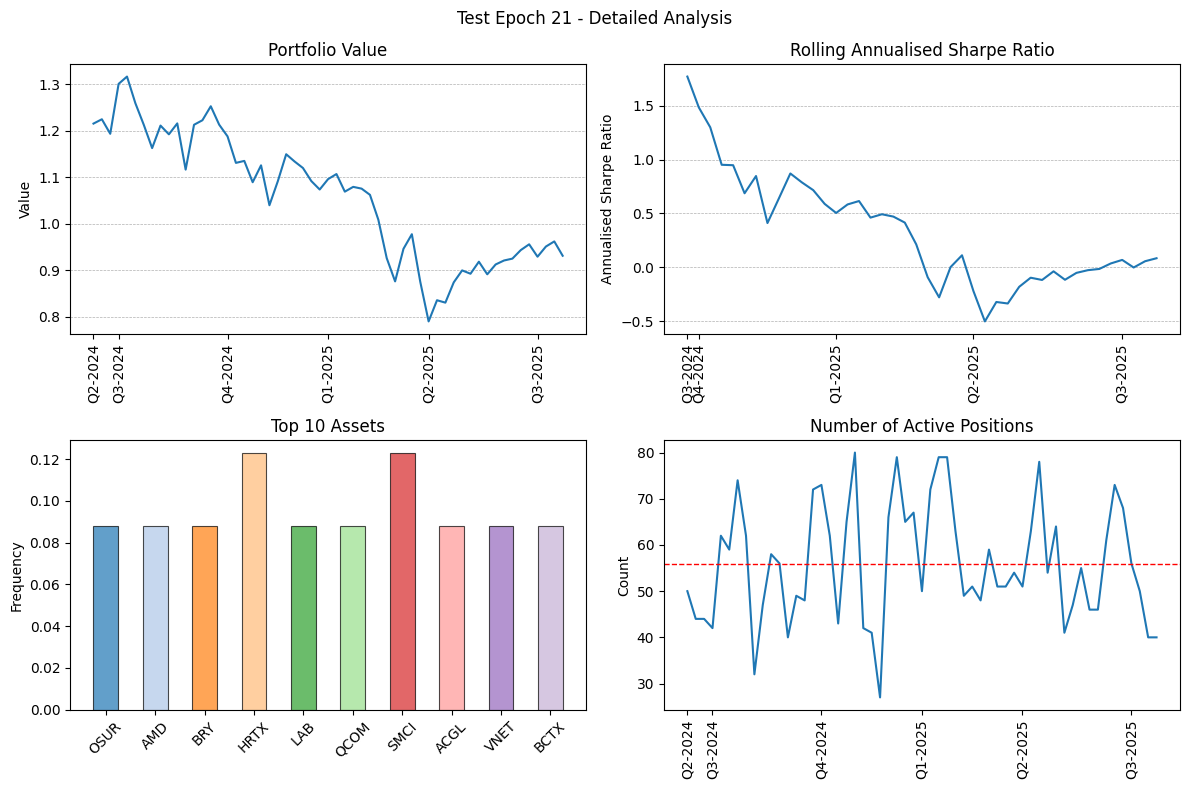 Test Epoch 21 - Detailed Analysis
Portfolio Value
Value
1.3
1.2
1.1
1.0
0.9
0.8
Q2-2024
Q3-2024
Q4-2024
Q1-2025
Q2-2025
Q3-2025
Rolling Annualised Sharpe Ratio
Annualised Sharpe Ratio
1.5
1.0
0.5
0.0
−0.5
Q3-2024
Q4-2024
Q1-2025
Q2-2025
Q3-2025
Top 10 Assets
Frequency
0.12
0.10
0.08
0.06
0.04
0.02
0.00
OSUR
AMD
BRY
HRTX
LAB
QCOM
SMCI
ACGL
VNET
BCTX
Number of Active Positions
Count
80
70
60
50
40
30
Q2-2024
Q3-2024
Q4-2024
Q1-2025
Q2-2025
Q3-2025